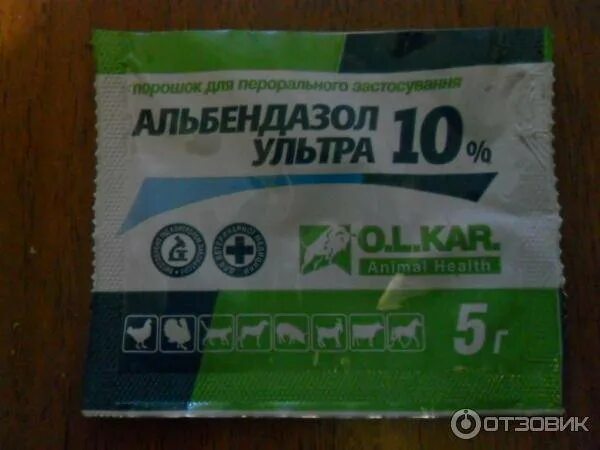 порошок для перорального застосування
АЛЬБЕНДАЗОЛ
УЛЬТРА 10%
O.L.KAR.
Animal Health
5 г
ОТЗОВИК